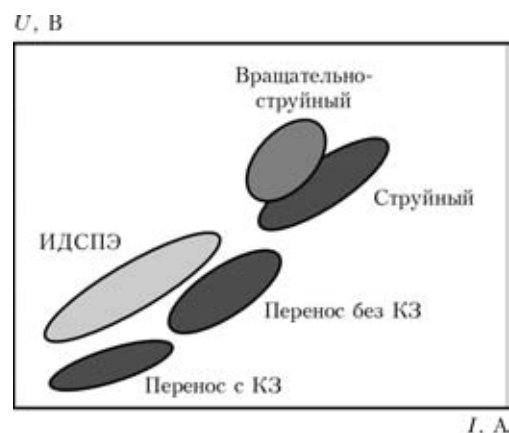 U, В
Вращательно-
струйный
Струйный
ИДСПЭ
Перенос без КЗ
Перенос с КЗ
I, А